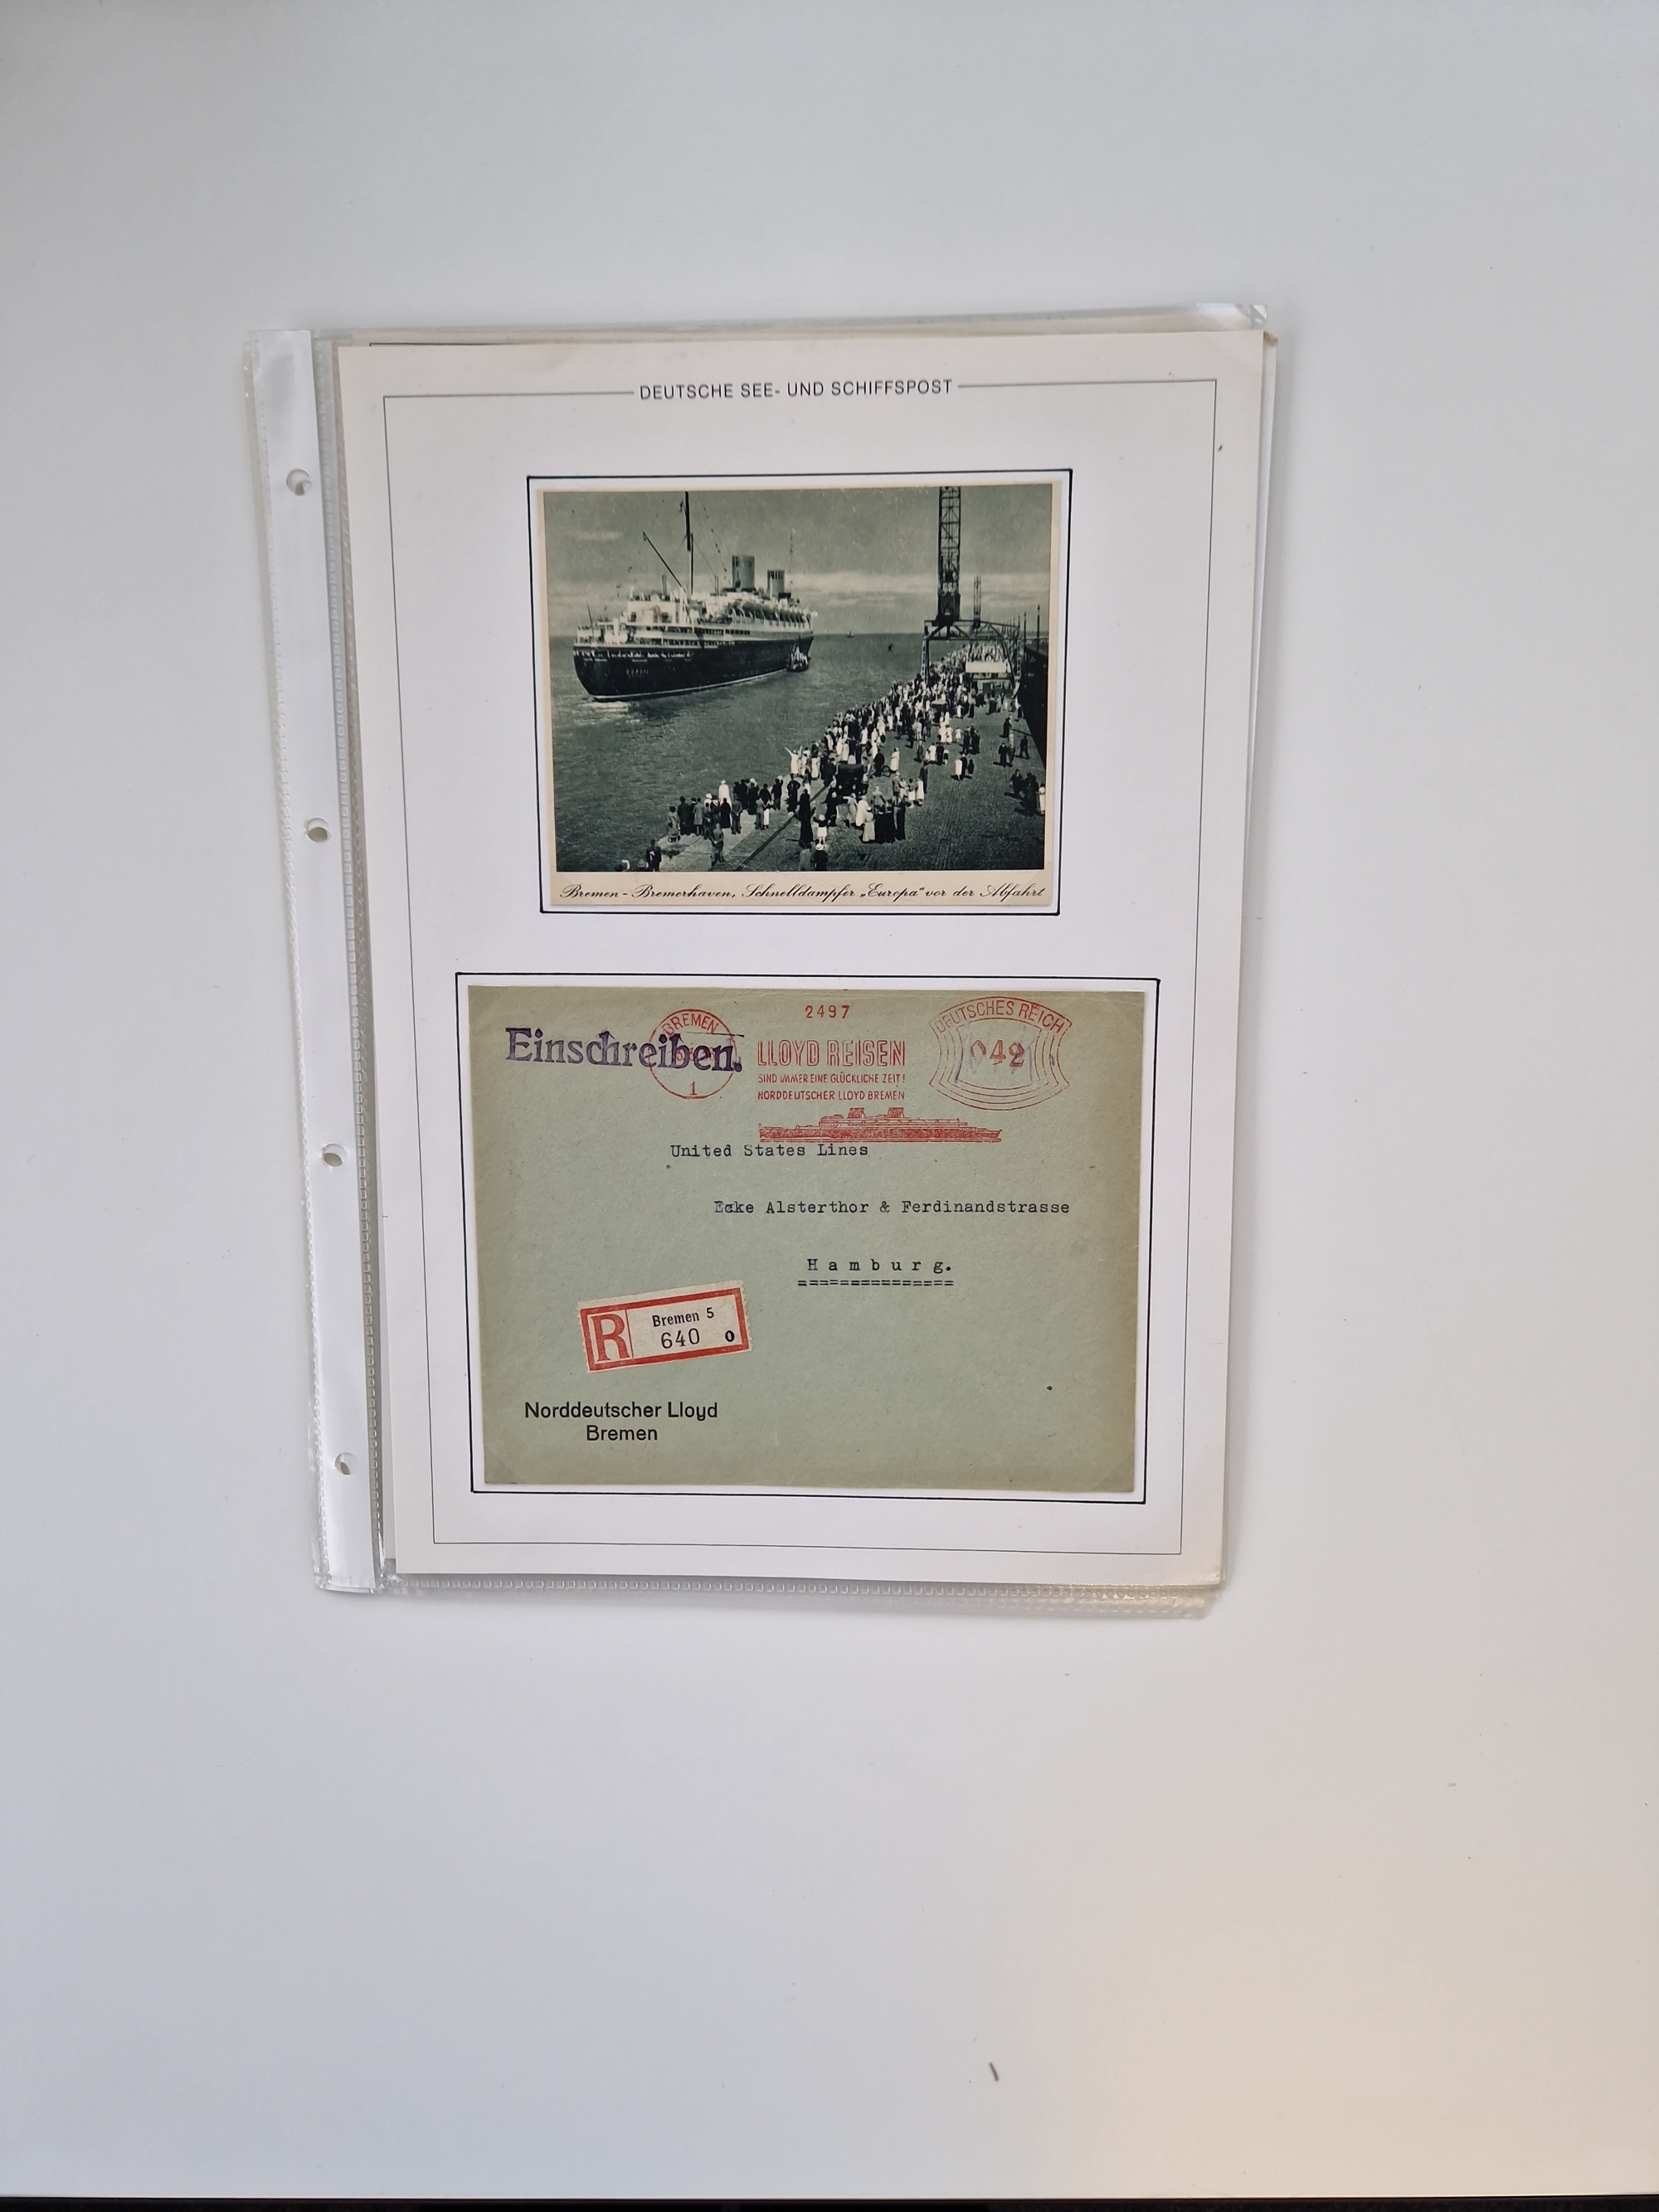 DEUTSCHE SEE- UND SCHIFFSPOST
Bremen - Bremerhaven, Schnelldampfer „Europa" vor der Abfahrt
2497
DEUTSCHES REICH
042
BREMEN
1
Einschreiben.
LLOYD REISEN
SIND IMMER EINE GLÜCKLICHE ZEIT!
NORDDEUTSCHER LLOYD BREMEN
United States Lines
Ecke Alsterthor & Ferdinandstrasse
Hamburg.
===============
R
Bremen 5
640 o
Norddeutscher Lloyd
Bremen